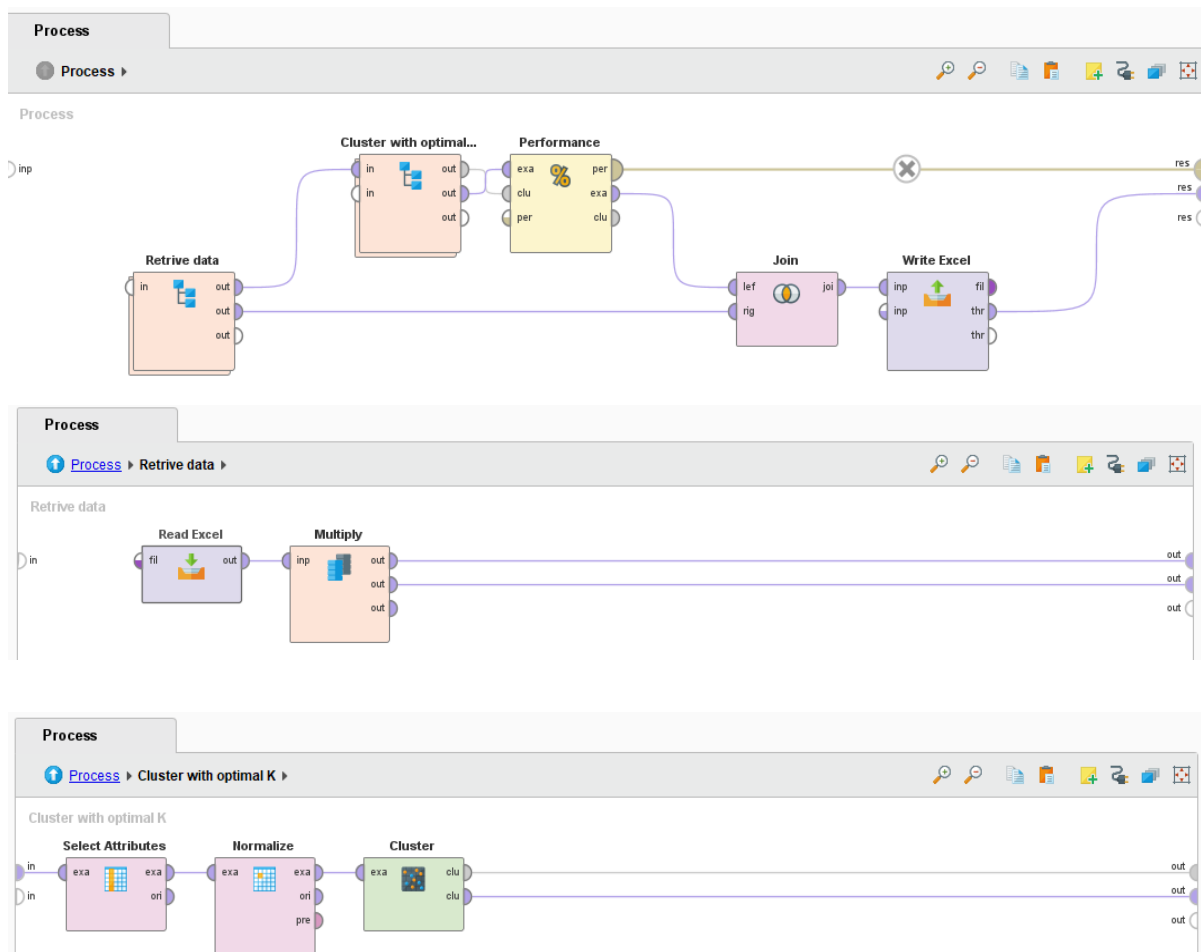 Process
Process
Process
inp
res
res
res
Cluster with optimal...
in
in
out
out
out
Performance
exa
clu
per
per
exa
clu
Retrive data
in
out
out
out
Join
lef
rig
joi
Write Excel
inp
inp
fil
thr
thr
Process
Process Retrive data
Retrive data
in
Read Excel
fil
out
Multiply
inp
out
out
out
out
out
out
Process
Process Cluster with optimal K
Cluster with optimal K
in
in
Select Attributes
exa
exa
ori
Normalize
exa
exa
ori
pre
Cluster
exa
clu
clu
out
out
out